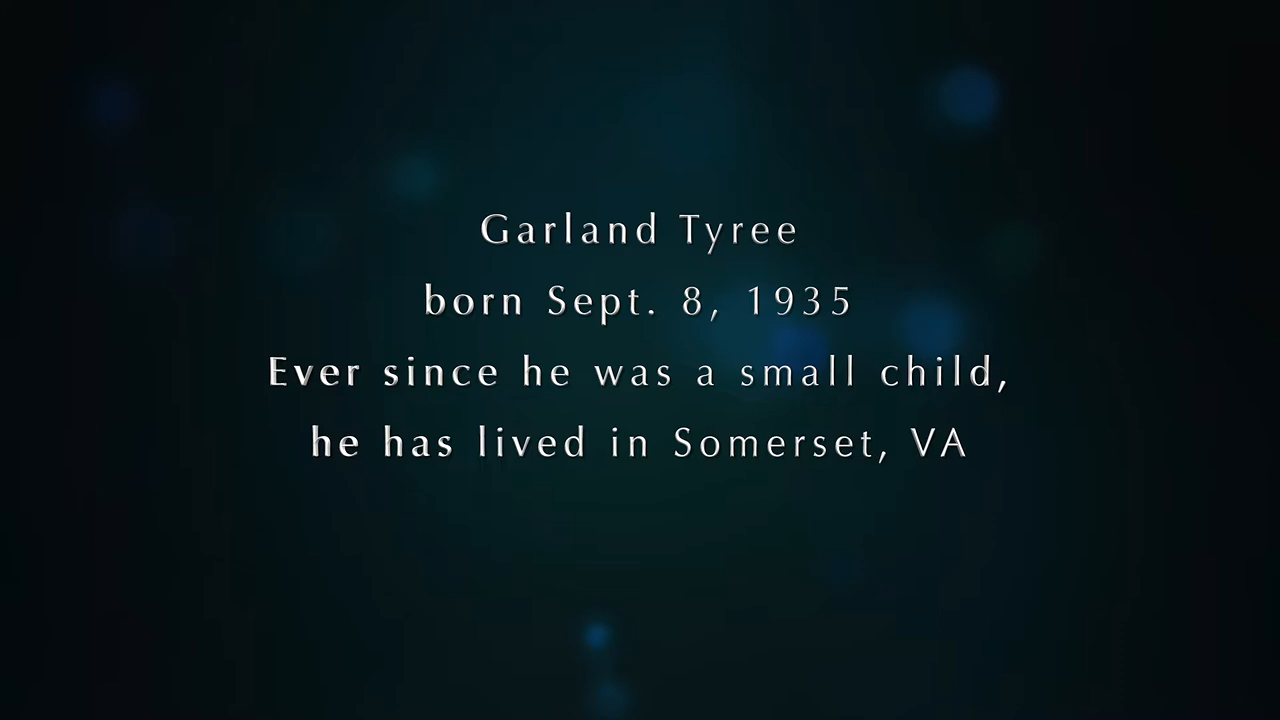 Garland Tyree
born Sept. 8, 1935
Ever since he was a small child,
he has lived in Somerset, VA